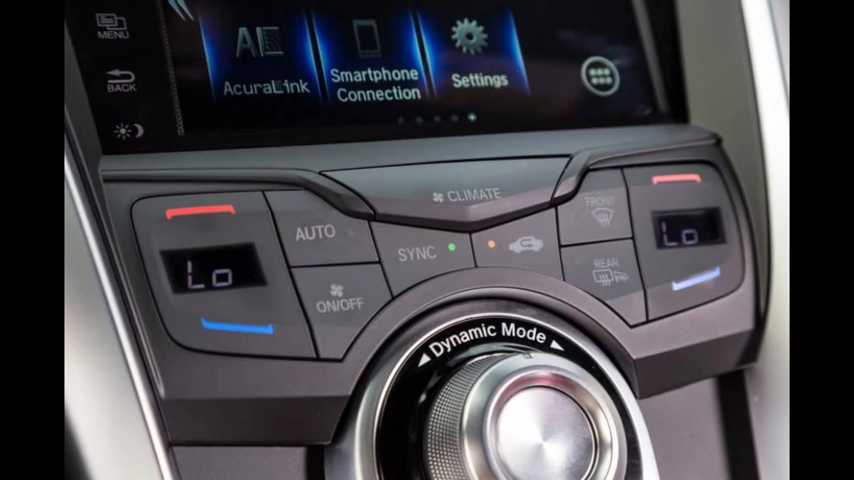 MENU
BACK
AcuraLink
Smartphone
Connection
Settings
CLIMATE
AUTO
SYNC
FRONT
REAR
ON/OFF
Lo
Lo
Dynamic Mode